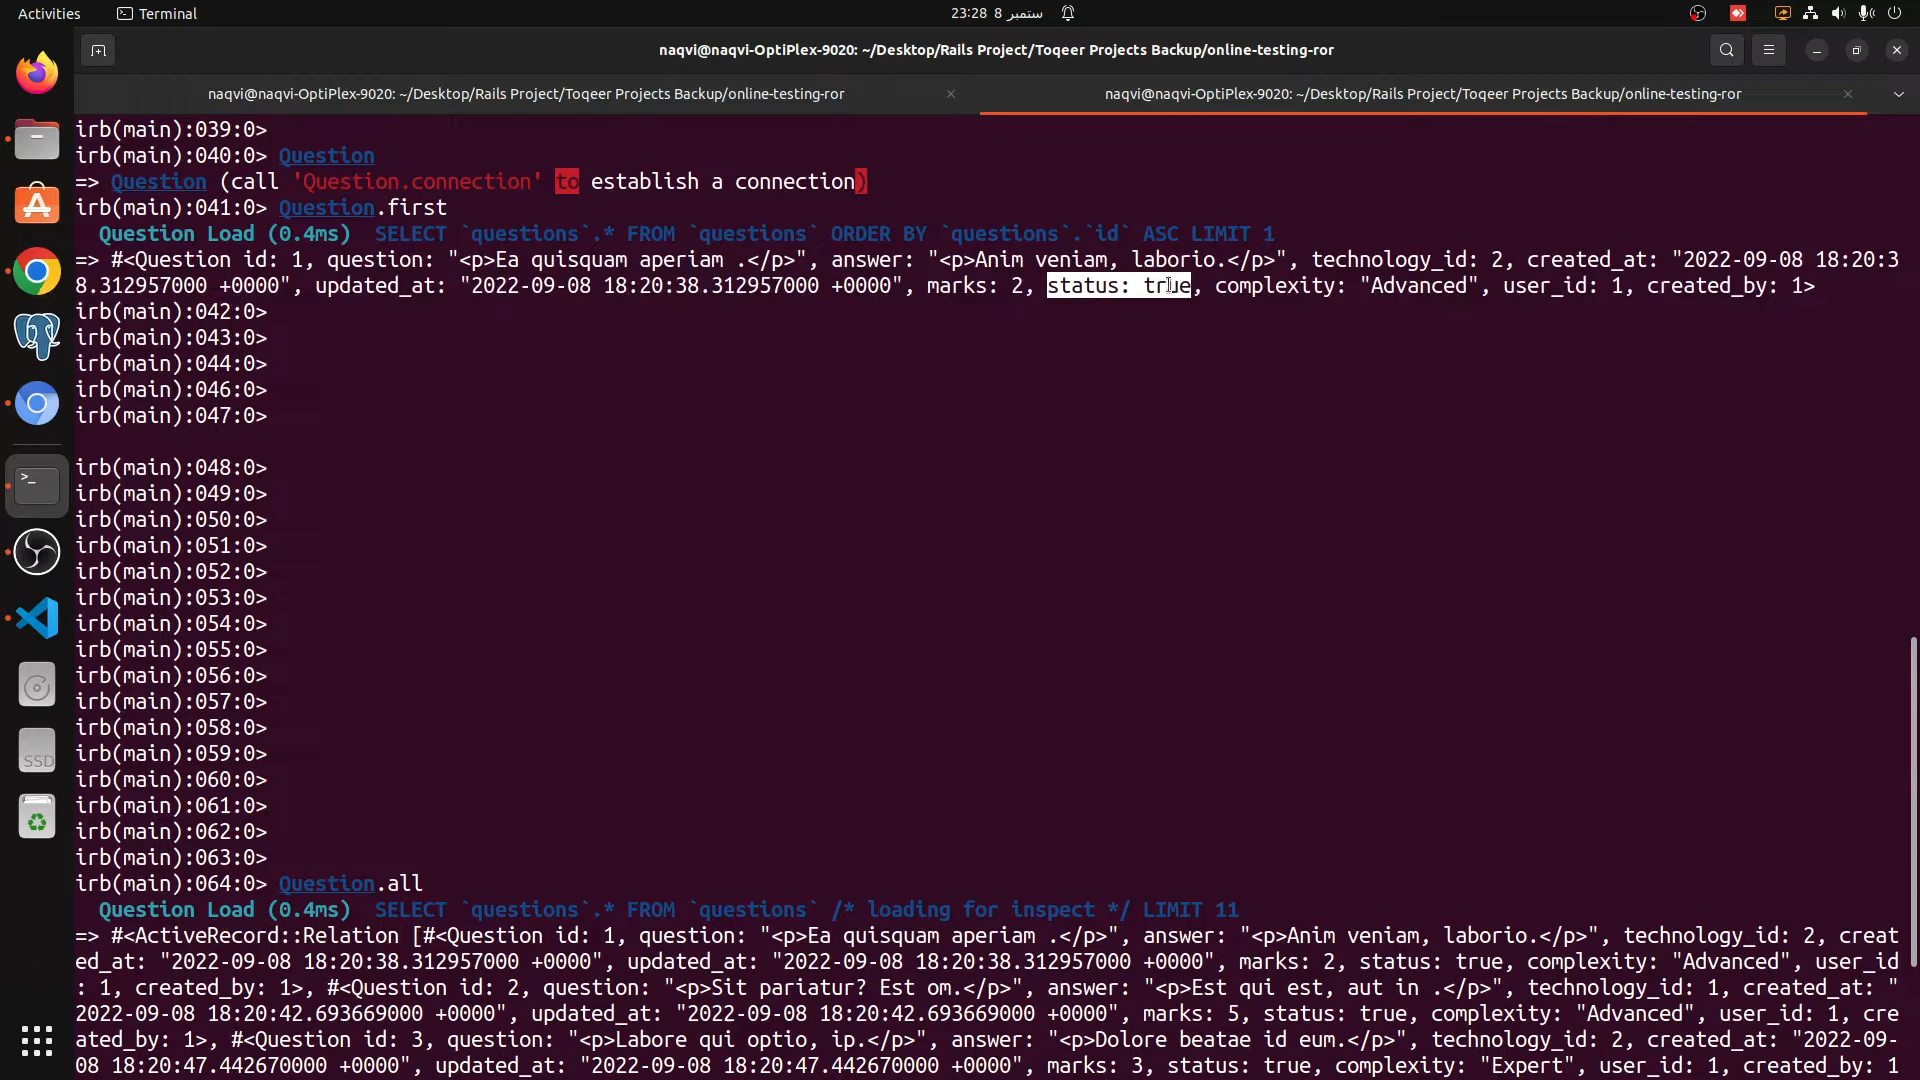 Activities Terminal 23:28 8 ستمبر
naqvi@naqvi-OptiPlex-9020: ~/Desktop/Rails Project/Toqeer Projects Backup/online-testing-ror
naqvi@naqvi-OptiPlex-9020: ~/Desktop/Rails Project/Toqeer Projects Backup/online-testing-ror naqvi@naqvi-OptiPlex-9020: ~/Desktop/Rails Project/Toqeer Projects Backup/online-testing-ror
irb(main):039:0>
irb(main):040:0> Question
=> Question (call 'Question.connection' to establish a connection)
irb(main):041:0> Question.first
Question Load (0.4ms) SELECT `questions`.* FROM `questions` ORDER BY `questions`.`id` ASC LIMIT 1
=> #<Question id: 1, question: "<p>Ea quisquam aperiam .</p>", answer: "<p>Anim veniam, laborio.</p>", technology_id: 2, created_at: "2022-09-08 18:20:3
8.312957000 +0000", updated_at: "2022-09-08 18:20:38.312957000 +0000", marks: 2, status: true, complexity: "Advanced", user_id: 1, created_by: 1>
irb(main):042:0>
irb(main):043:0>
irb(main):044:0>
irb(main):046:0>
irb(main):047:0>
irb(main):048:0>
irb(main):049:0>
irb(main):050:0>
irb(main):051:0>
irb(main):052:0>
irb(main):053:0>
irb(main):054:0>
irb(main):055:0>
irb(main):056:0>
irb(main):057:0>
irb(main):058:0>
irb(main):059:0>
irb(main):060:0>
irb(main):061:0>
irb(main):062:0>
irb(main):063:0>
irb(main):064:0> Question.all
Question Load (0.4ms) SELECT `questions`.* FROM `questions` /* loading for inspect */ LIMIT 11
=> #<ActiveRecord::Relation [#<Question id: 1, question: "<p>Ea quisquam aperiam .</p>", answer: "<p>Anim veniam, laborio.</p>", technology_id: 2, creat
ed_at: "2022-09-08 18:20:38.312957000 +0000", updated_at: "2022-09-08 18:20:38.312957000 +0000", marks: 2, status: true, complexity: "Advanced", user_id
: 1, created_by: 1>, #<Question id: 2, question: "<p>Sit pariatur? Est om.</p>", answer: "<p>Est qui est, aut in .</p>", technology_id: 1, created_at: "
2022-09-08 18:20:42.693669000 +0000", updated_at: "2022-09-08 18:20:42.693669000 +0000", marks: 5, status: true, complexity: "Advanced", user_id: 1, cre
ated_by: 1>, #<Question id: 3, question: "<p>Labore qui optio, ip.</p>", answer: "<p>Dolore beatae id eum.</p>", technology_id: 2, created_at: "2022-09-
08 18:20:47.442670000 +0000", updated_at: "2022-09-08 18:20:47.442670000 +0000", marks: 3, status: true, complexity: "Expert", user_id: 1, created_by: 1
SSD